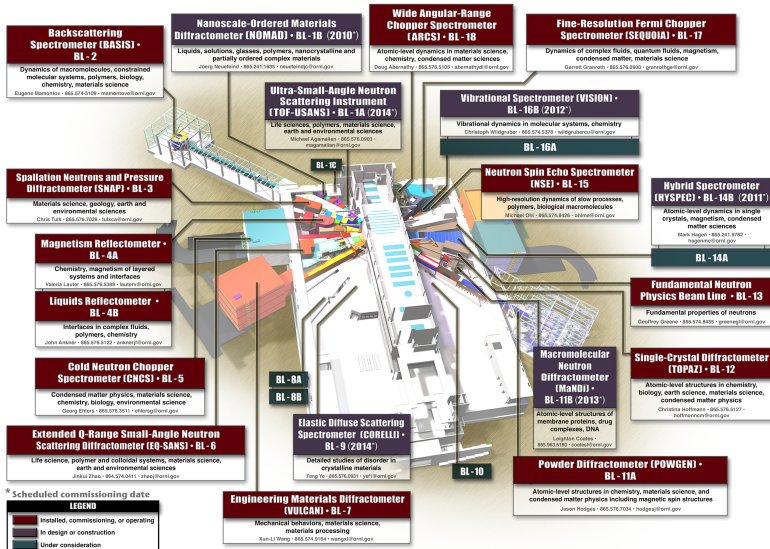 Backscattering
Spectrometer (BASIS) •
BL-2
Dynamics of macromolecules, constrained
molecular systems, polymers, biology,
chemistry, materials science
Eugene Mamontov • 865.574-5109 • mamontove@ornl.gov
Nanoscale-Ordered Materials
Diffractometer (NOMAD) • BL-1B (2010*)
Liquids, solutions, glasses, polymers, nanocrystalline and
partially ordered complex materials
Joerg Neuefeind • 865.241.1635 • neuefeindjc@ornl.gov
Wide Angular-Range
Chopper Spectrometer
(ARCS) • BL-18
Atomic-level dynamics in materials science,
chemistry, condensed matter sciences
Doug Abernathy • 865.576.5105 • abernathydl@ornl.gov
Fine-Resolution Fermi Chopper
Spectrometer (SEQUOIA) • BL-17
Dynamics of complex fluids, quantum fluids, magnetism,
condensed matter, materials science
Garrett Granroth • 865.576.0900 • granrothge@ornl.gov
Ultra-Small-Angle Neutron
Scattering Instrument
(TOF-USANS) • BL-1A (2014*)
Life sciences, polymers, materials science,
earth and environmental sciences
Michael Agamalian • 865.576.0903 •
magamalian@ornl.gov
Vibrational Spectrometer (VISION) •
BL-16B (2012*)
Vibrational dynamics in molecular systems, chemistry
Christoph Wildgruber • 865.574.5378 • wildgrubercu@ornl.gov
BL-16A
BL-1C
Spallation Neutrons and Pressure
Diffractometer (SNAP) • BL-3
Materials science, geology, earth and
environmental sciences
Chris Tulk • 865.576.7028 • tulkca@ornl.gov
Neutron Spin Echo Spectrometer
(NSE) • BL-15
High-resolution dynamics of slow processes,
polymers, biological macromolecules
Michael Ohl • 865.574.8426 • ohlme@ornl.gov
Hybrid Spectrometer
(HYSPEC) • BL-14B (2011*)
Atomic-level dynamics in single
crystals, magnetism, condensed
matter sciences
Mark Hagen • 865.241.9782 •
hagenme@ornl.gov
BL-14A
Magnetism Reflectometer •
BL-4A
Chemistry, magnetism of layered
systems and interfaces
Valeria Lauter • 865.576.5389 • lauterv@ornl.gov
Liquids Reflectometer •
BL-4B
Interfaces in complex fluids,
polymers, chemistry
John Ankner • 865.576.5122 • anknerjf@ornl.gov
Fundamental Neutron
Physics Beam Line • BL-13
Fundamental properties of neutrons
Geoffrey Greene • 865.574.8435 • greenegl@ornl.gov
Cold Neutron Chopper
Spectrometer (CNCS) • BL-5
Condensed matter physics, materials science,
chemistry, biology, environmental science
Georg Ehlers • 865.576.3511 • ehlersg@ornl.gov
BL-8A
BL-8B
Macromolecular
Neutron
Diffractometer
(MaNDi) •
BL-11B (2013*)
Atomic-level structures of
membrane proteins, drug
complexes, DNA
Leighton Coates •
865.963.6180 • coatesl@ornl.gov
Single-Crystal Diffractometer
(TOPAZ) • BL-12
Atomic-level structures in chemistry,
biology, earth science, materials science,
condensed matter physics
Christina Hoffmann • 865.576.5127 •
hoffmanncm@ornl.gov
Extended Q-Range Small-Angle Neutron
Scattering Diffractometer (EQ-SANS) • BL-6
Life science, polymer and colloidal systems, materials science,
earth and environmental sciences
Jinkui Zhao • 864.574.0411 • zhaoj@ornl.gov
Elastic Diffuse Scattering
Spectrometer (CORELLI) •
BL-9 (2014*)
Detailed studies of disorder in
crystalline materials
Feng Ye • 865.576.0931 • yef1@ornl.gov
BL-10
Powder Diffractometer (POWGEN) •
BL-11A
Atomic-level structures in chemistry, materials science, and
condensed matter physics including magnetic spin structures
Jason Hodges • 865.576.7034 • hodgesj@ornl.gov
Engineering Materials Diffractometer
(VULCAN) • BL-7
Mechanical behaviors, materials science,
materials processing
Xun-Li Wang • 865.574.9164 • wangxl@ornl.gov
* Scheduled commissioning date
LEGEND
Installed, commissioning, or operating
In design or construction
Under consideration